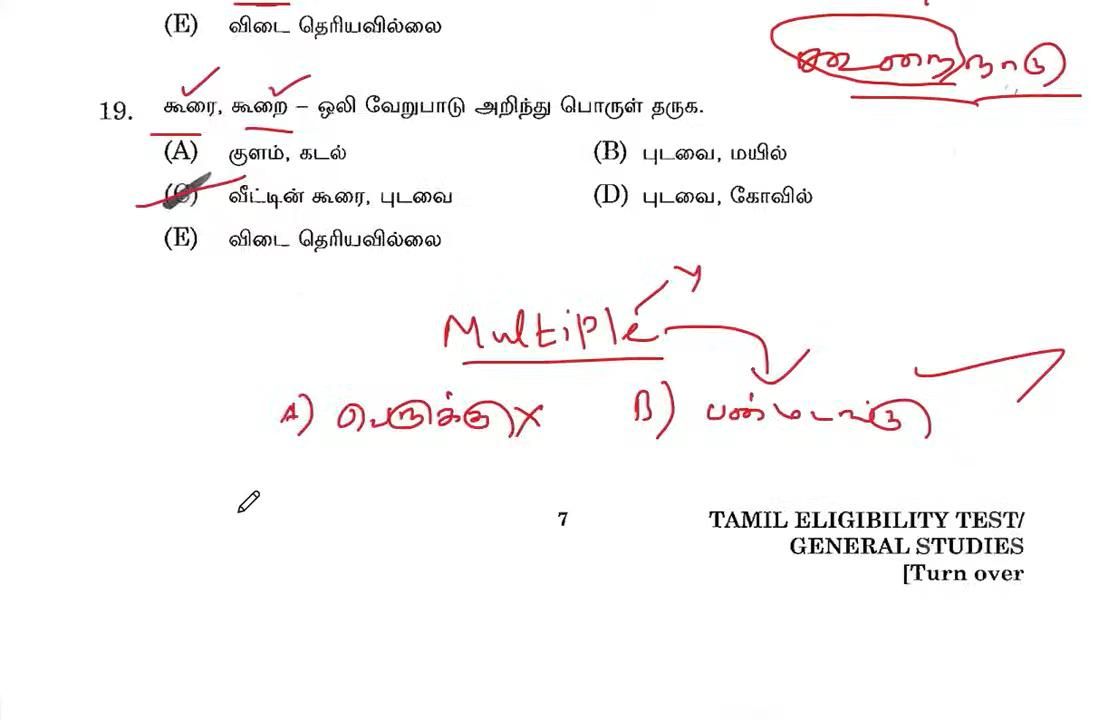 (E) விடை தெரியவில்லை
கூறைநாடு
19. கூரை, கூறை – ஒலி வேறுபாடு அறிந்து பொருள் தருக.
(A) குளம், கடல் (B) புடவை, மயில்
(C) வீட்டின் கூரை, புடவை (D) புடவை, கோவில்
(E) விடை தெரியவில்லை
Multiple
A) பெருக்கு B) பன்மடங்கு
7 TAMIL ELIGIBILITY TEST/
GENERAL STUDIES
[Turn over